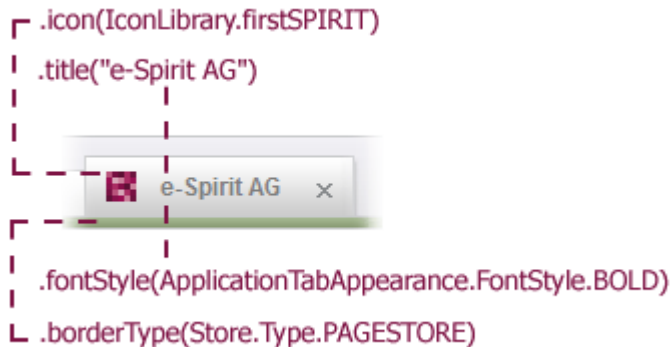 .icon(IconLibrary.firstSPIRIT)
.title("e-Spirit AG")
e-Spirit AG
.fontStyle(ApplicationTabAppearance.FontStyle.BOLD)
.borderType(Store.Type.PAGESTORE)